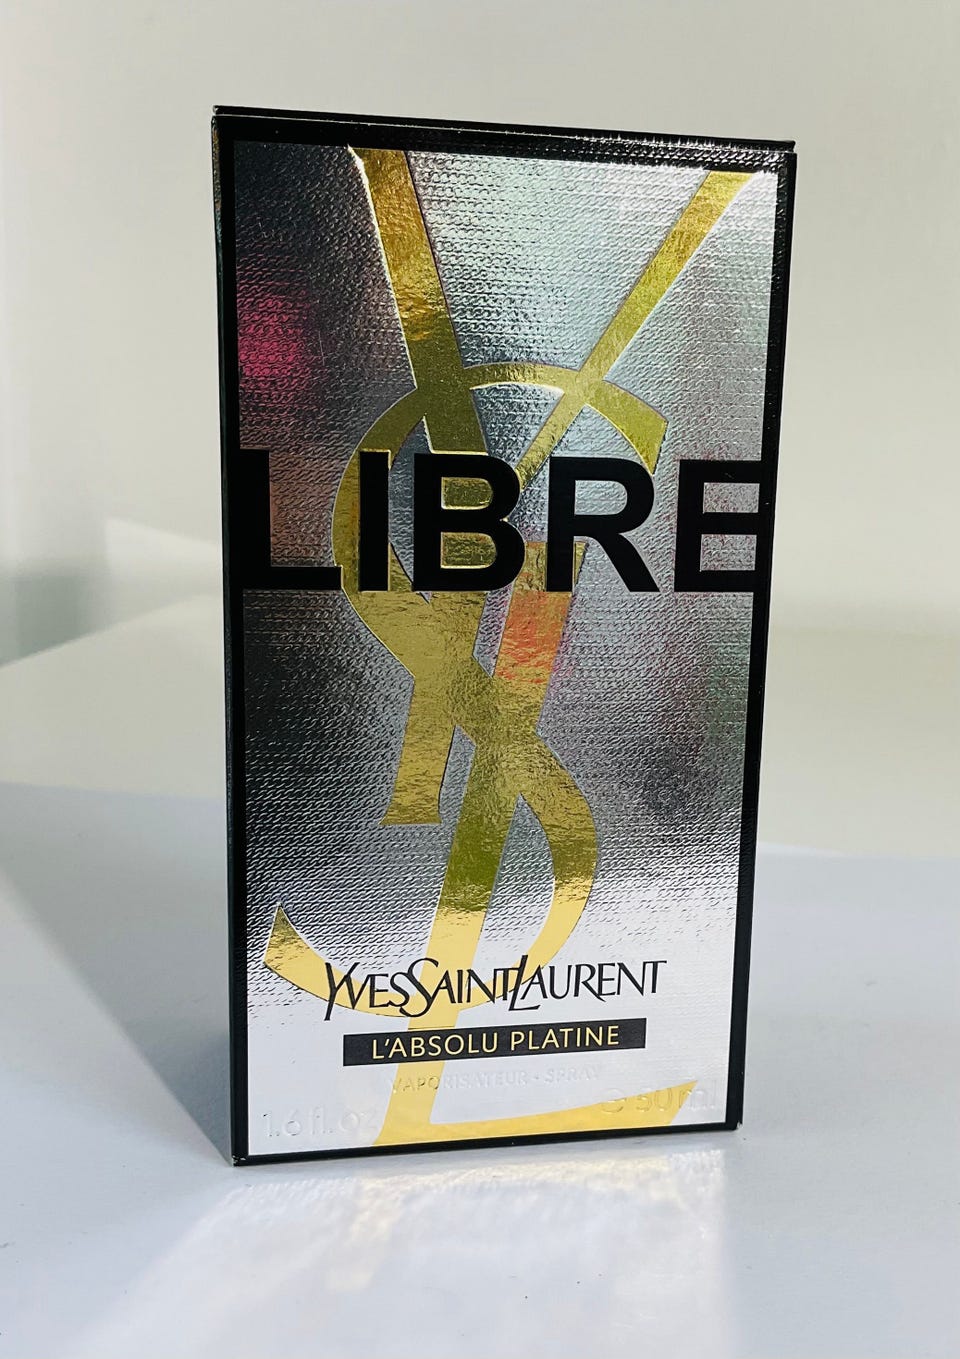 LIBRE
YVESSAINTLAURENT
L'ABSOLU PLATINE
VAPORISATEUR - SPRAY
1.6 fl. oz ℮ 50 ml